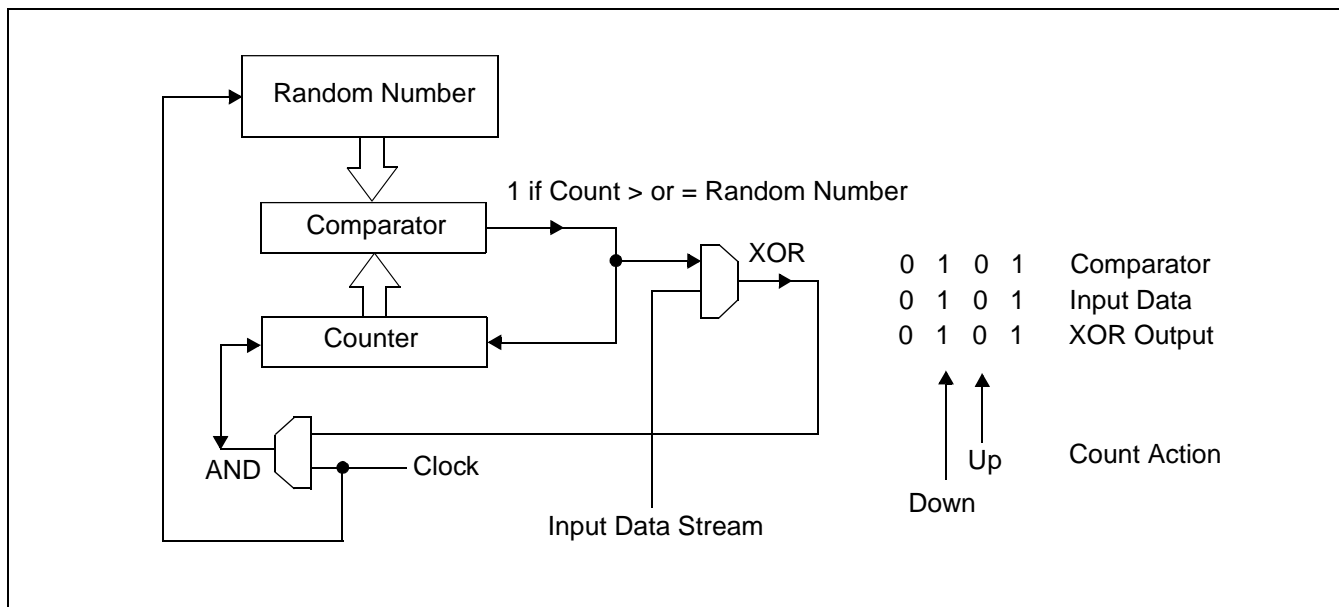 Random Number
1 if Count > or = Random Number
Comparator
XOR
Counter
AND
Clock
Input Data Stream
0 1 0 1 Comparator
0 1 0 1 Input Data
0 1 0 1 XOR Output
Up
Count Action
Down